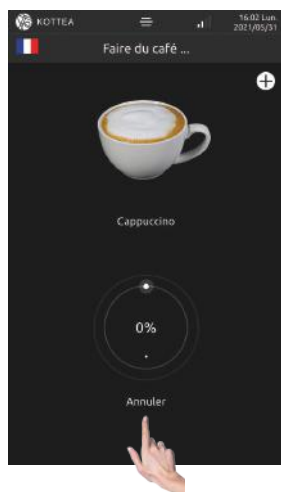 KOTTEA
16:02 Lun.
2021/05/31
Faire du café ...
Cappuccino
0%
Annuler